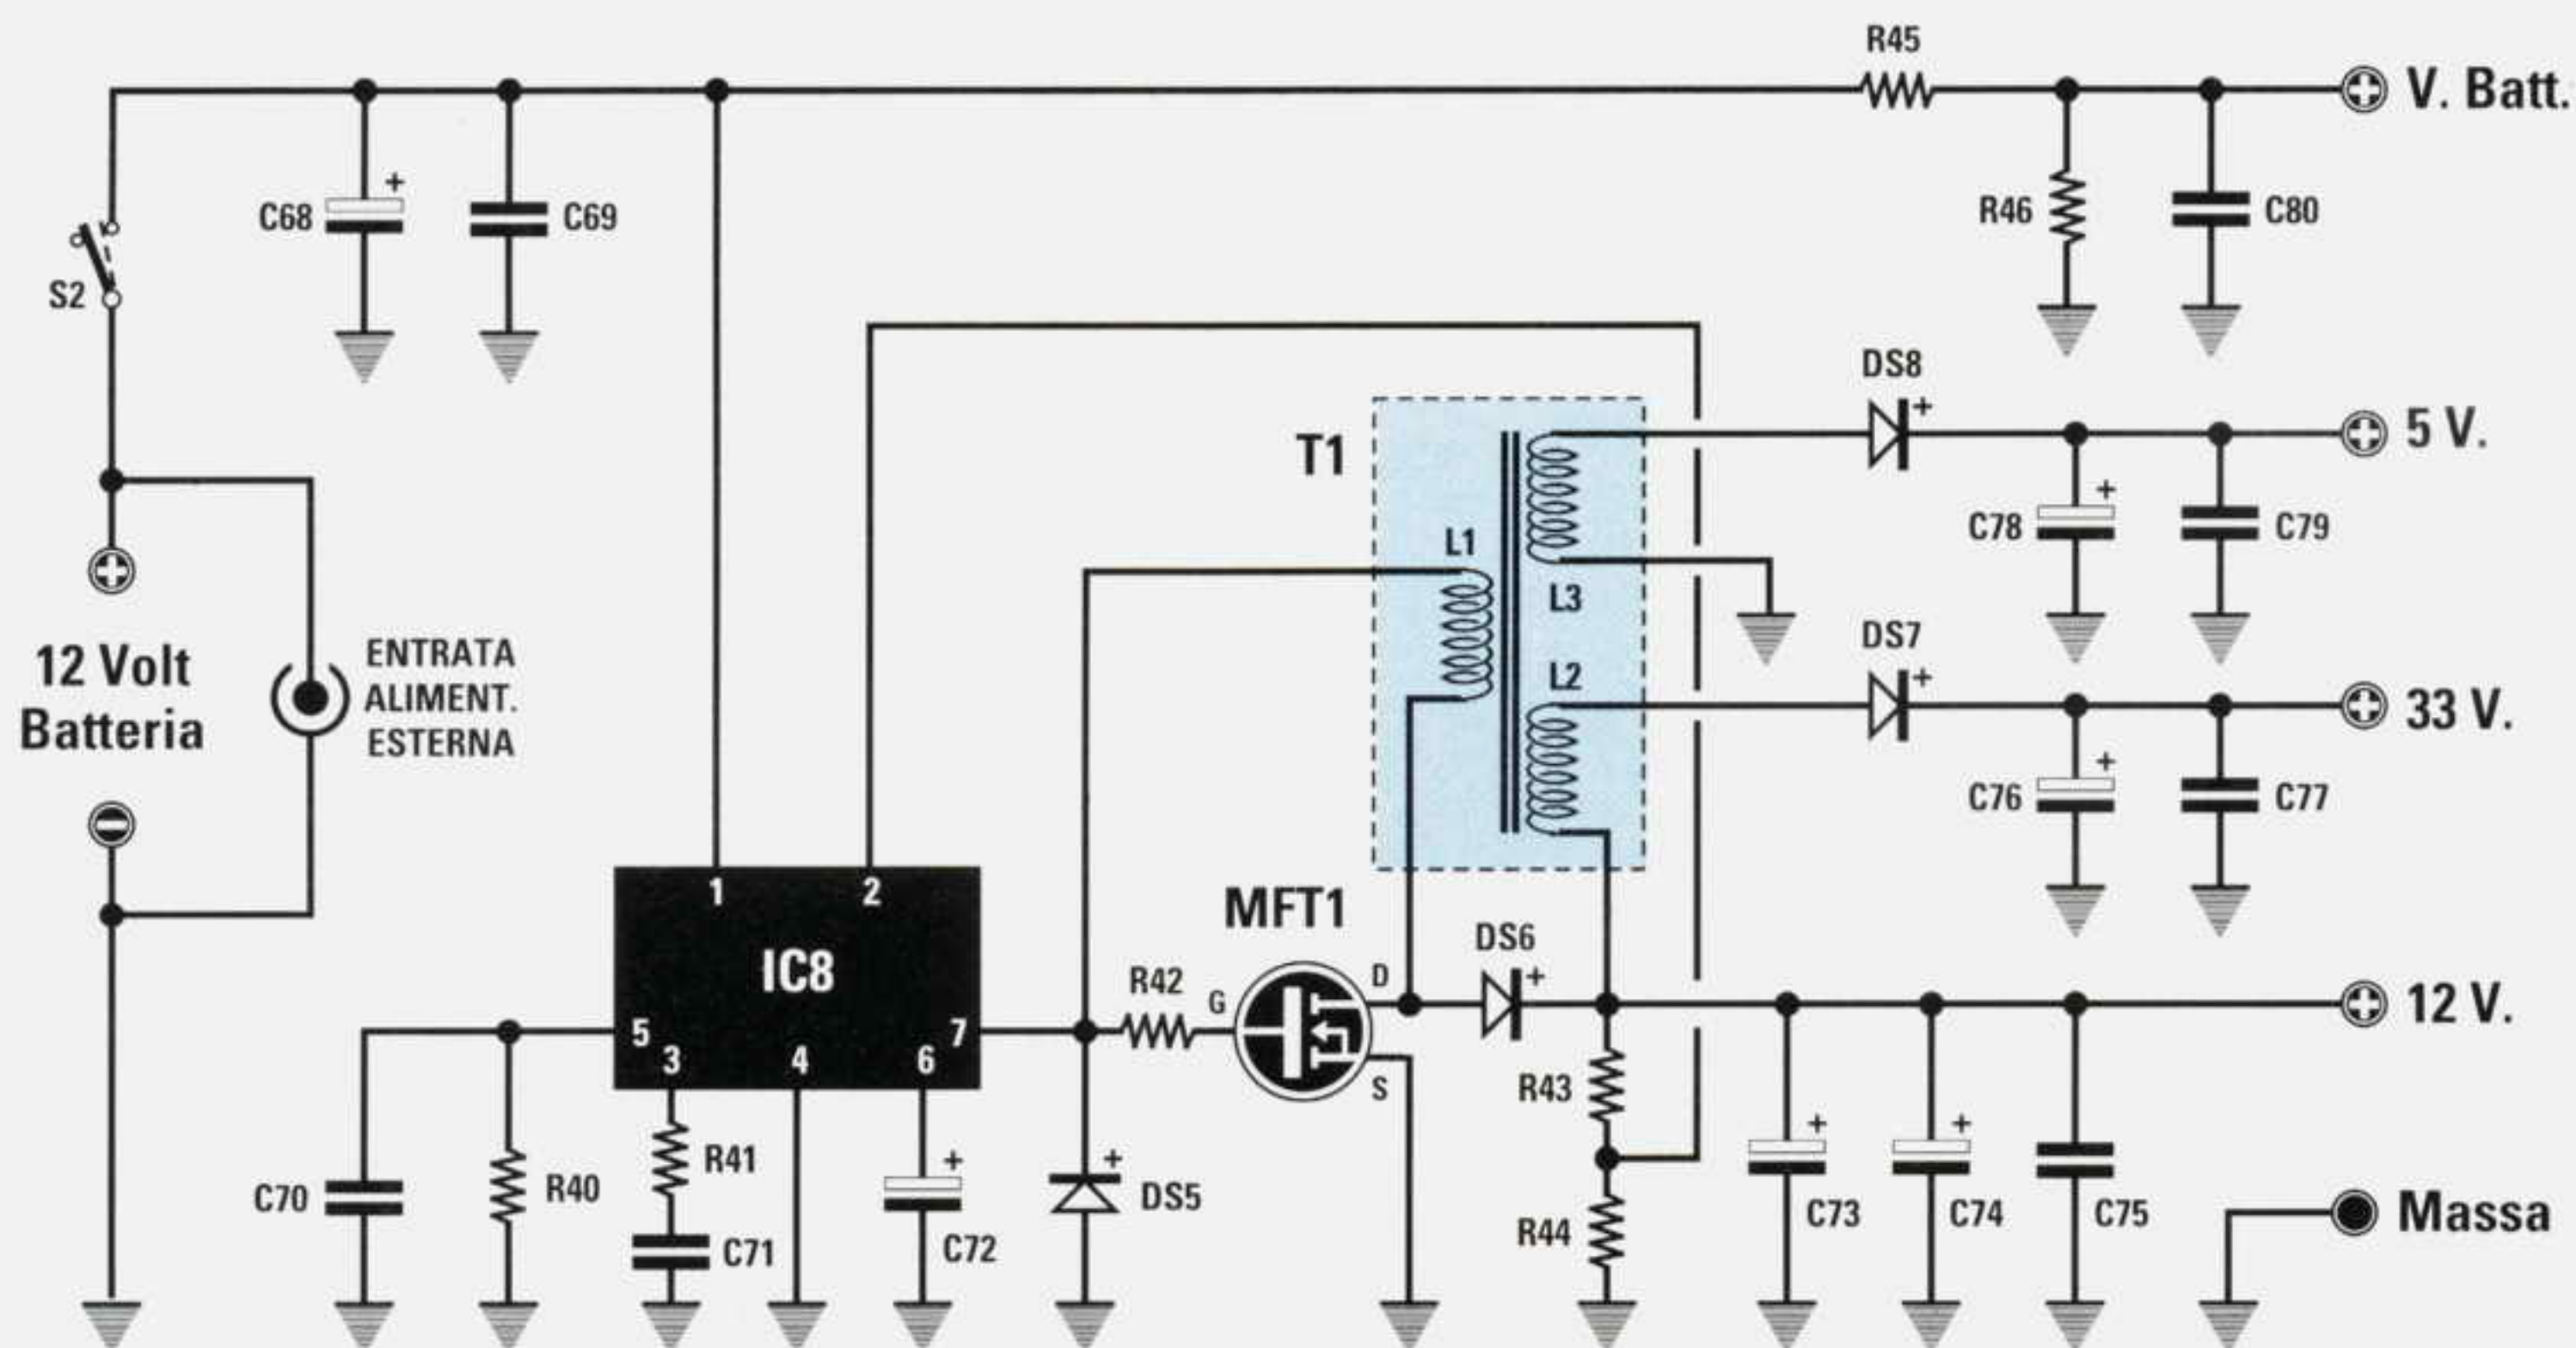 R45
V. Batt.
+
C68
C69
R46
C80
S2
DS8
+
5 V.
T1
+
C78
C79
L1
L3
12 Volt
Batteria
ENTRATA
ALIMENT.
ESTERNA
DS7
+
L2
33 V.
+
C76
C77
1
2
IC8
5
3
4
6
7
MFT1
R42
G
D
S
DS6
+
12 V.
R43
R44
C70
R40
R41
C71
+
C72
+
DS5
+
C73
+
C74
C75
Massa